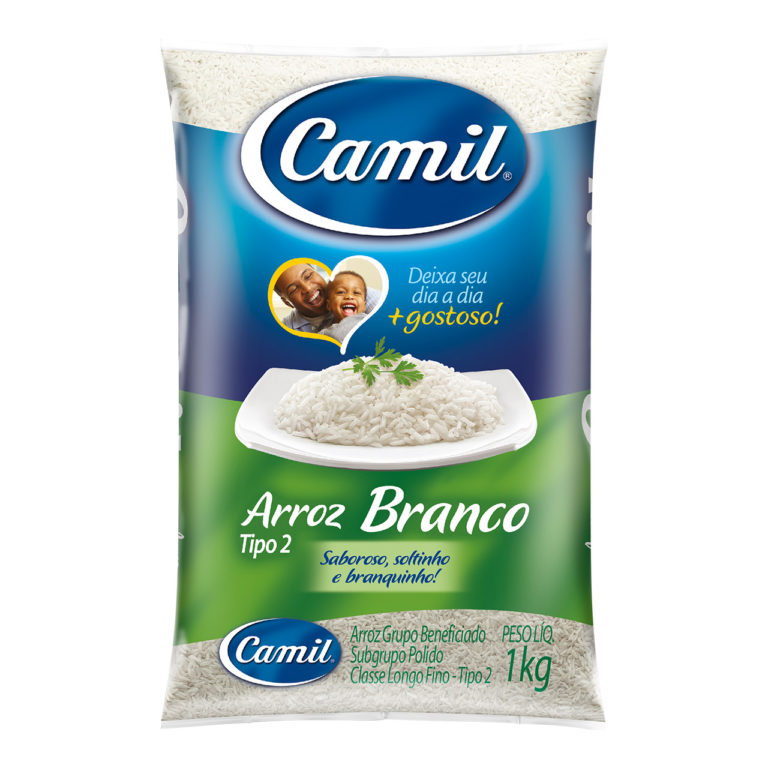 Camil®
Deixa seu
dia a dia
+gostoso!
Arroz Branco
Tipo 2
Saboroso, soltinho
e branquinho!
Camil®
Arroz Grupo Beneficiado
Subgrupo Polido
Classe Longo Fino - Tipo 2
PESO LÍQ.
1kg